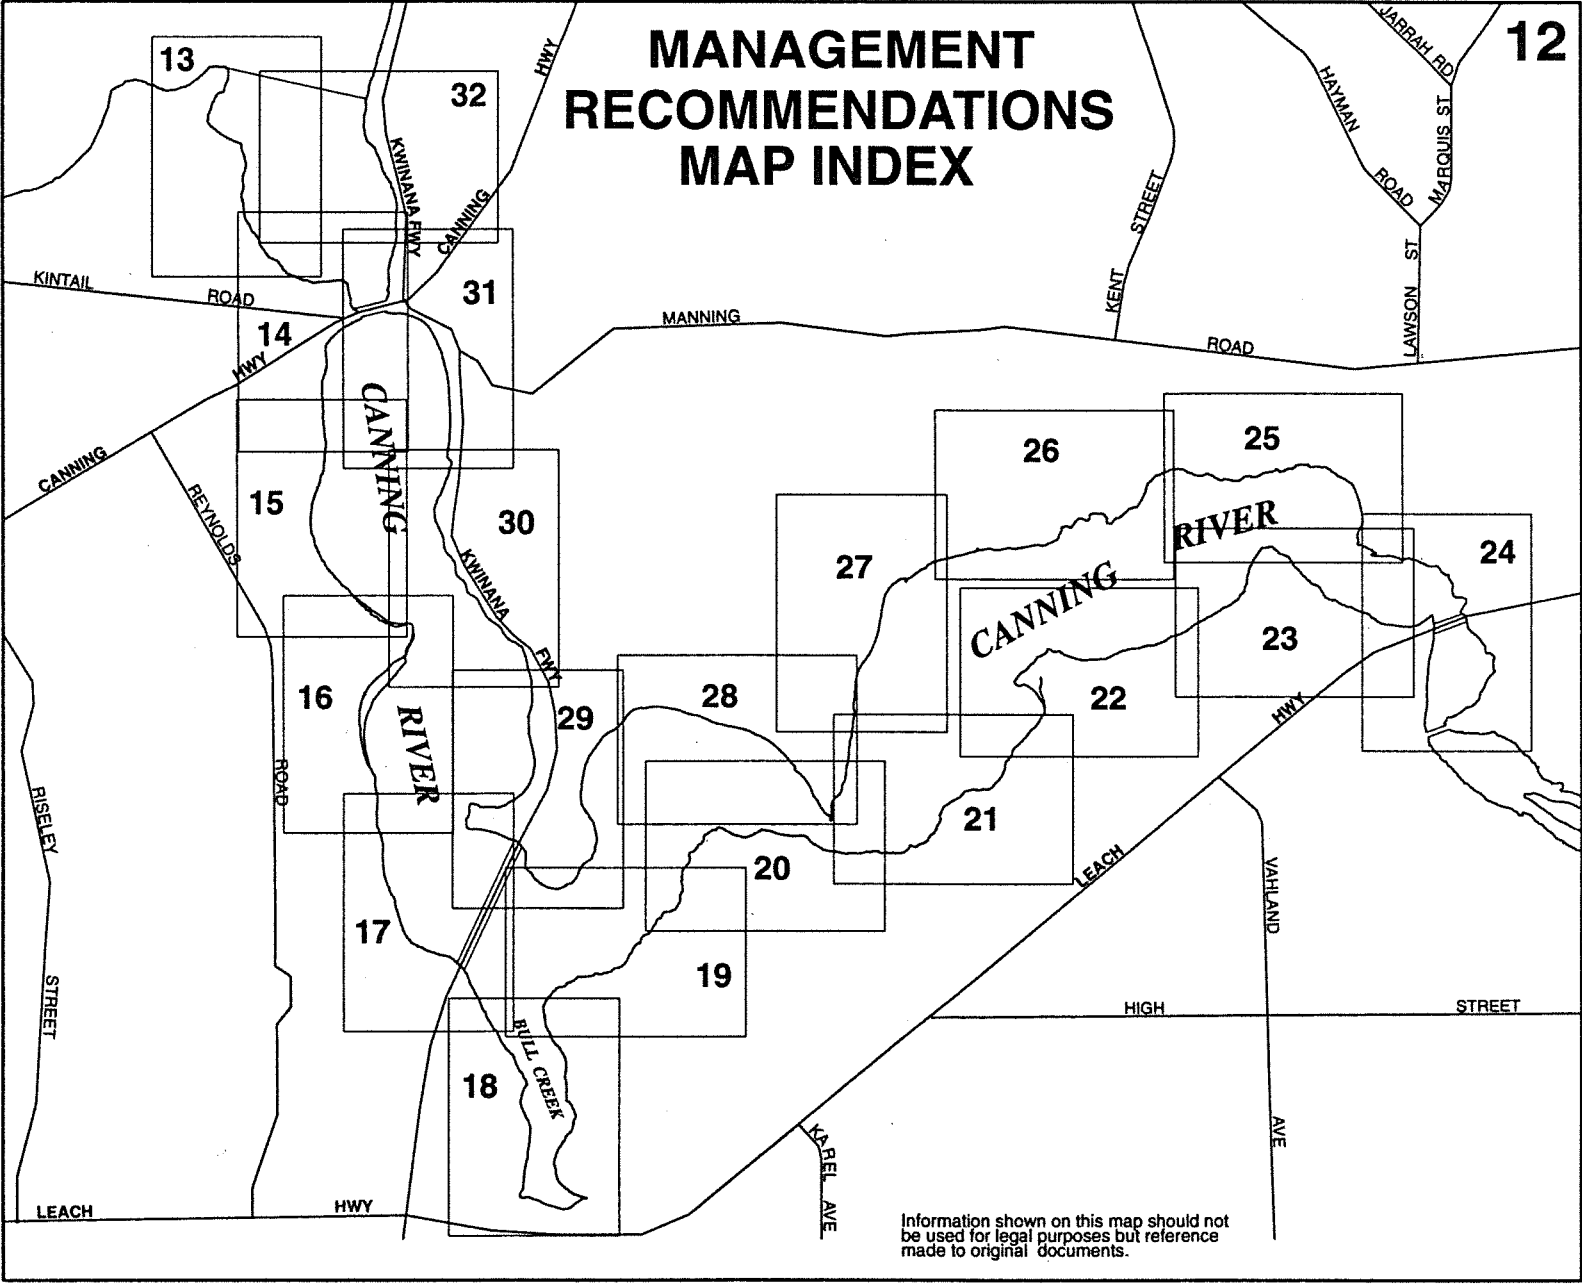 MANAGEMENT
RECOMMENDATIONS
MAP INDEX
12
13
32
HWY
JARRAH RD
HAYMAN
ROAD
MARQUIS ST
KWINANA FWY
CANNING
STREET
KENT
LAWSON ST
KINTAIL
ROAD
31
14
HWY
MANNING
ROAD
CANNING
CANNING
REYNOLDS
15
30
KWINANA
FWY
26
25
RIVER
27
CANNING
24
23
22
HWY
16
RIVER
29
28
ROAD
RISELEY
STREET
21
20
LEACH
VAHLAND
AVE
17
19
HIGH
STREET
BULL CREEK
18
KAREL AVE
LEACH
HWY
Information shown on this map should not
be used for legal purposes but reference
made to original documents.